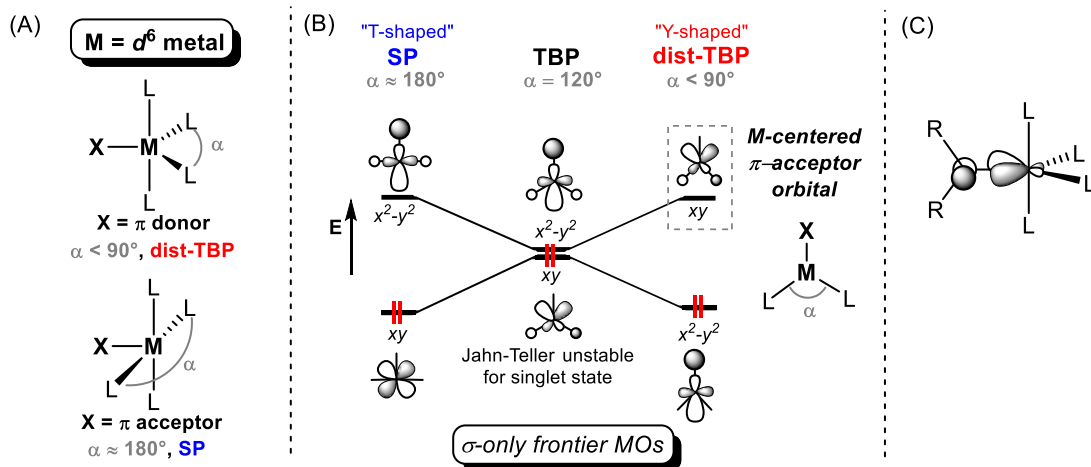 (A)
M = d⁶ metal
L
L
X
M
α
L
L
X = π donor
α < 90°, dist-TBP
L
L
X
M
α
L
L
X = π acceptor
α ≈ 180°, SP
(B)
"T-shaped"
SP
α ≈ 180°
TBP
α = 120°
"Y-shaped"
dist-TBP
α < 90°
M-centered
π–acceptor
orbital
E
x²-y²
x²-y²
xy
xy
xy
x²-y²
Jahn-Teller unstable
for singlet state
X
M
L
L
α
σ-only frontier MOs
(C)
L
R
L
L
R
L